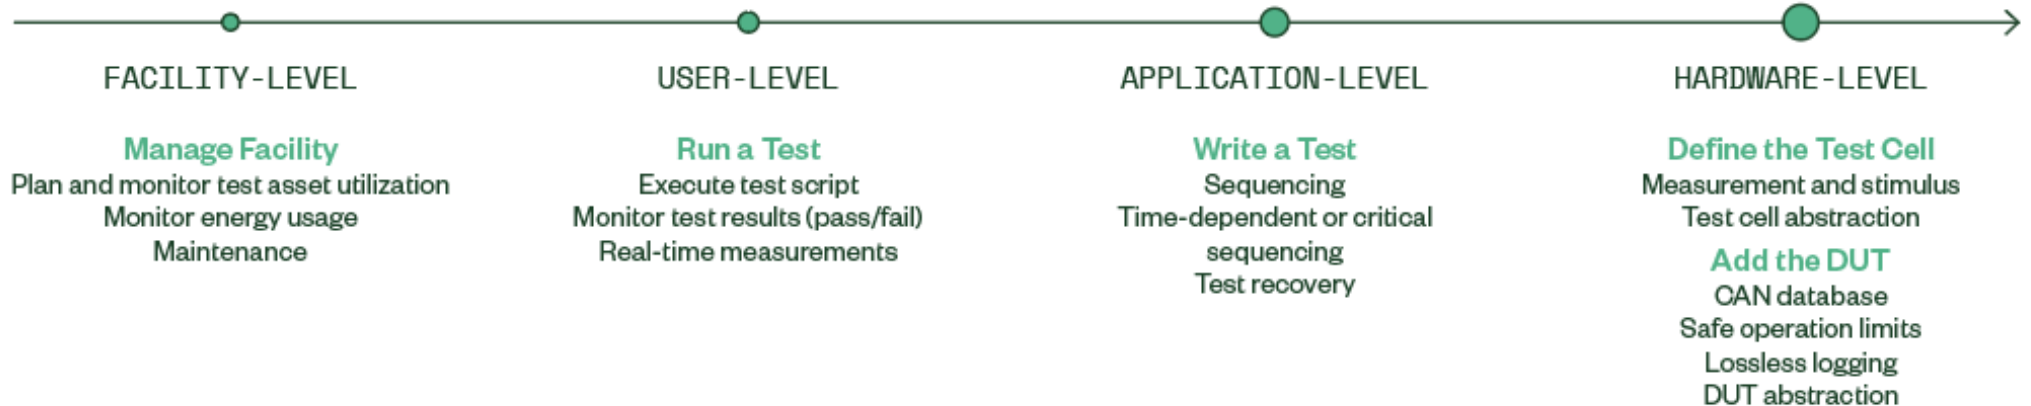 FACILITY-LEVEL
Manage Facility
Plan and monitor test asset utilization
Monitor energy usage
Maintenance
USER-LEVEL
Run a Test
Execute test script
Monitor test results (pass/fail)
Real-time measurements
APPLICATION-LEVEL
Write a Test
Sequencing
Time-dependent or critical
sequencing
Test recovery
HARDWARE-LEVEL
Define the Test Cell
Measurement and stimulus
Test cell abstraction
Add the DUT
CAN database
Safe operation limits
Lossless logging
DUT abstraction